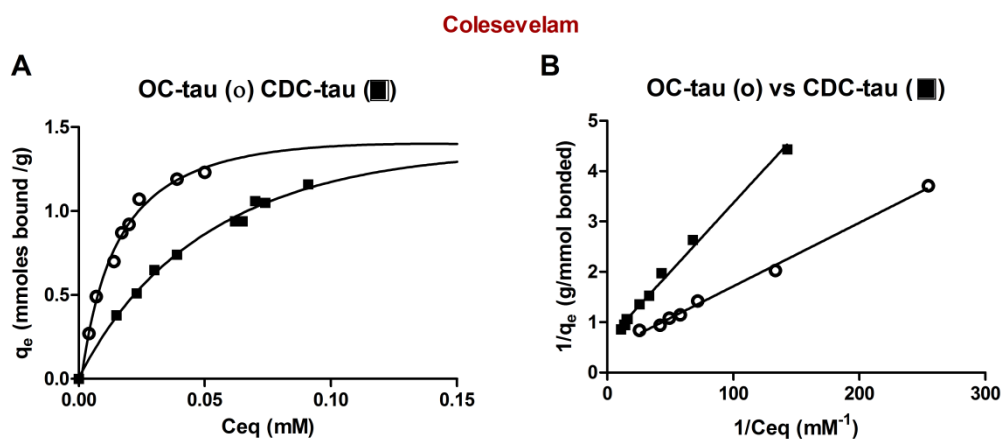 Colesevelam
A
OC-tau (o) CDC-tau (■)
qe (mmoles bound /g)
1.5
1.0
0.5
0.0
0.00
0.05
0.10
0.15
Ceq (mM)
B
OC-tau (o) vs CDC-tau (■)
1/qe (g/mmol bonded)
5
4
3
2
1
0
0
100
200
300
1/Ceq (mM⁻¹)